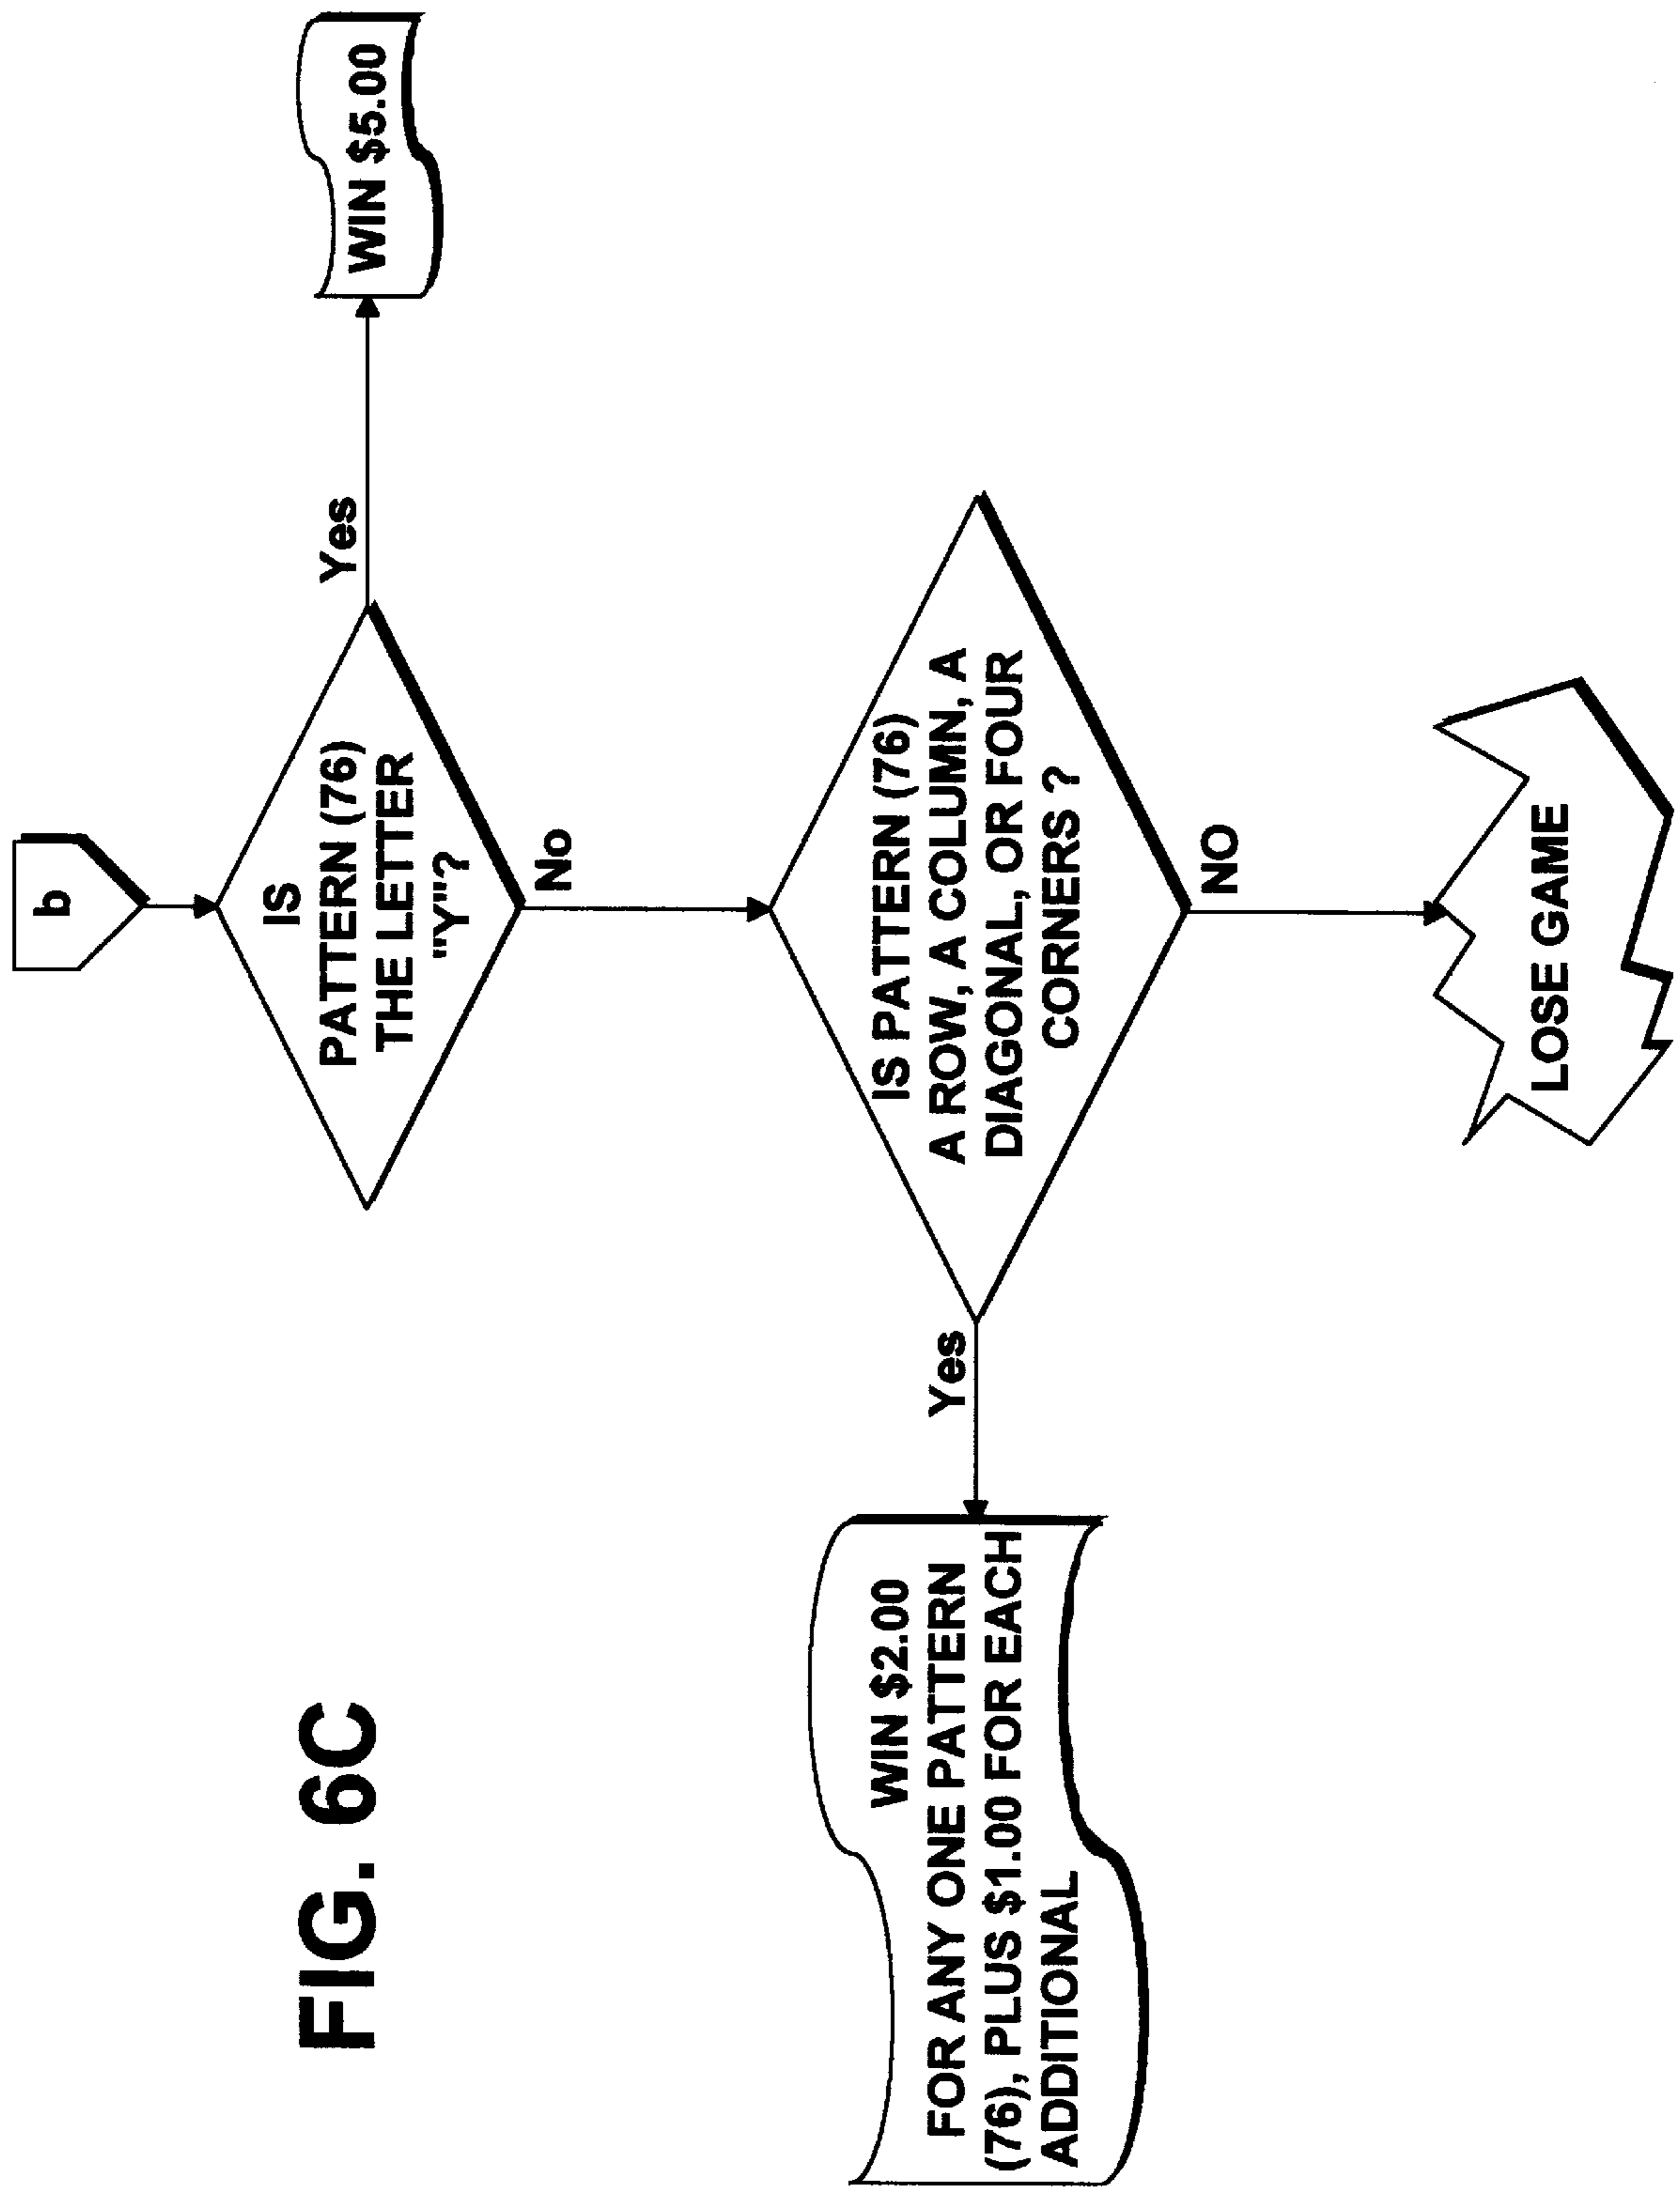 FIG. 6C
b
IS
PATTERN (76)
THE LETTER
"Y"?
Yes
WIN $5.00
No
IS PATTERN (76)
A ROW, A COLUMN, A
DIAGONAL, OR FOUR
CORNERS ?
Yes
WIN $2.00
FOR ANY ONE PATTERN
(76), PLUS $1.00 FOR EACH
ADDITIONAL
NO
LOSE GAME